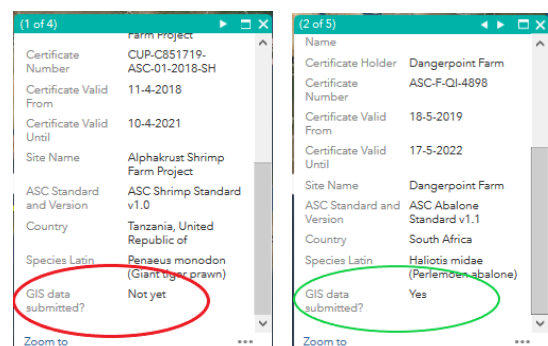 (1 of 4)
Farm Project
Certificate Number CUP-C851719-ASC-01-2018-SH
Certificate Valid From 11-4-2018
Certificate Valid Until 10-4-2021
Site Name Alphakrust Shrimp Farm Project
ASC Standard and Version ASC Shrimp Standard v1.0
Country Tanzania, United Republic of
Species Latin Penaeus monodon (Giant tiger prawn)
GIS data submitted? Not yet
Zoom to
(2 of 5)
Name
Certificate Holder Dangerpoint Farm
Certificate Number ASC-F-QI-4898
Certificate Valid From 18-5-2019
Certificate Valid Until 17-5-2022
Site Name Dangerpoint Farm
ASC Standard and Version ASC Abalone Standard v1.1
Country South Africa
Species Latin Haliotis midae (Perlemoen abalone)
GIS data submitted? Yes
Zoom to